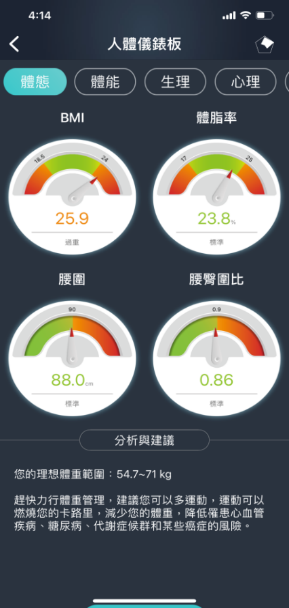 4:14
人體儀錶板
體態
體能
生理
心理
BMI
體脂率
18.5
24
17
25
25.9
過重
23.8%
標準
腰圍
腰臀圍比
90
0.9
88.0cm
標準
0.86
標準
分析與建議
您的理想體重範圍：54.7~71 kg
趕快力行體重管理，建議您可以多運動，運動可以
燃燒您的卡路里，減少您的體重，降低罹患心血管
疾病、糖尿病、代謝症候群和某些癌症的風險。